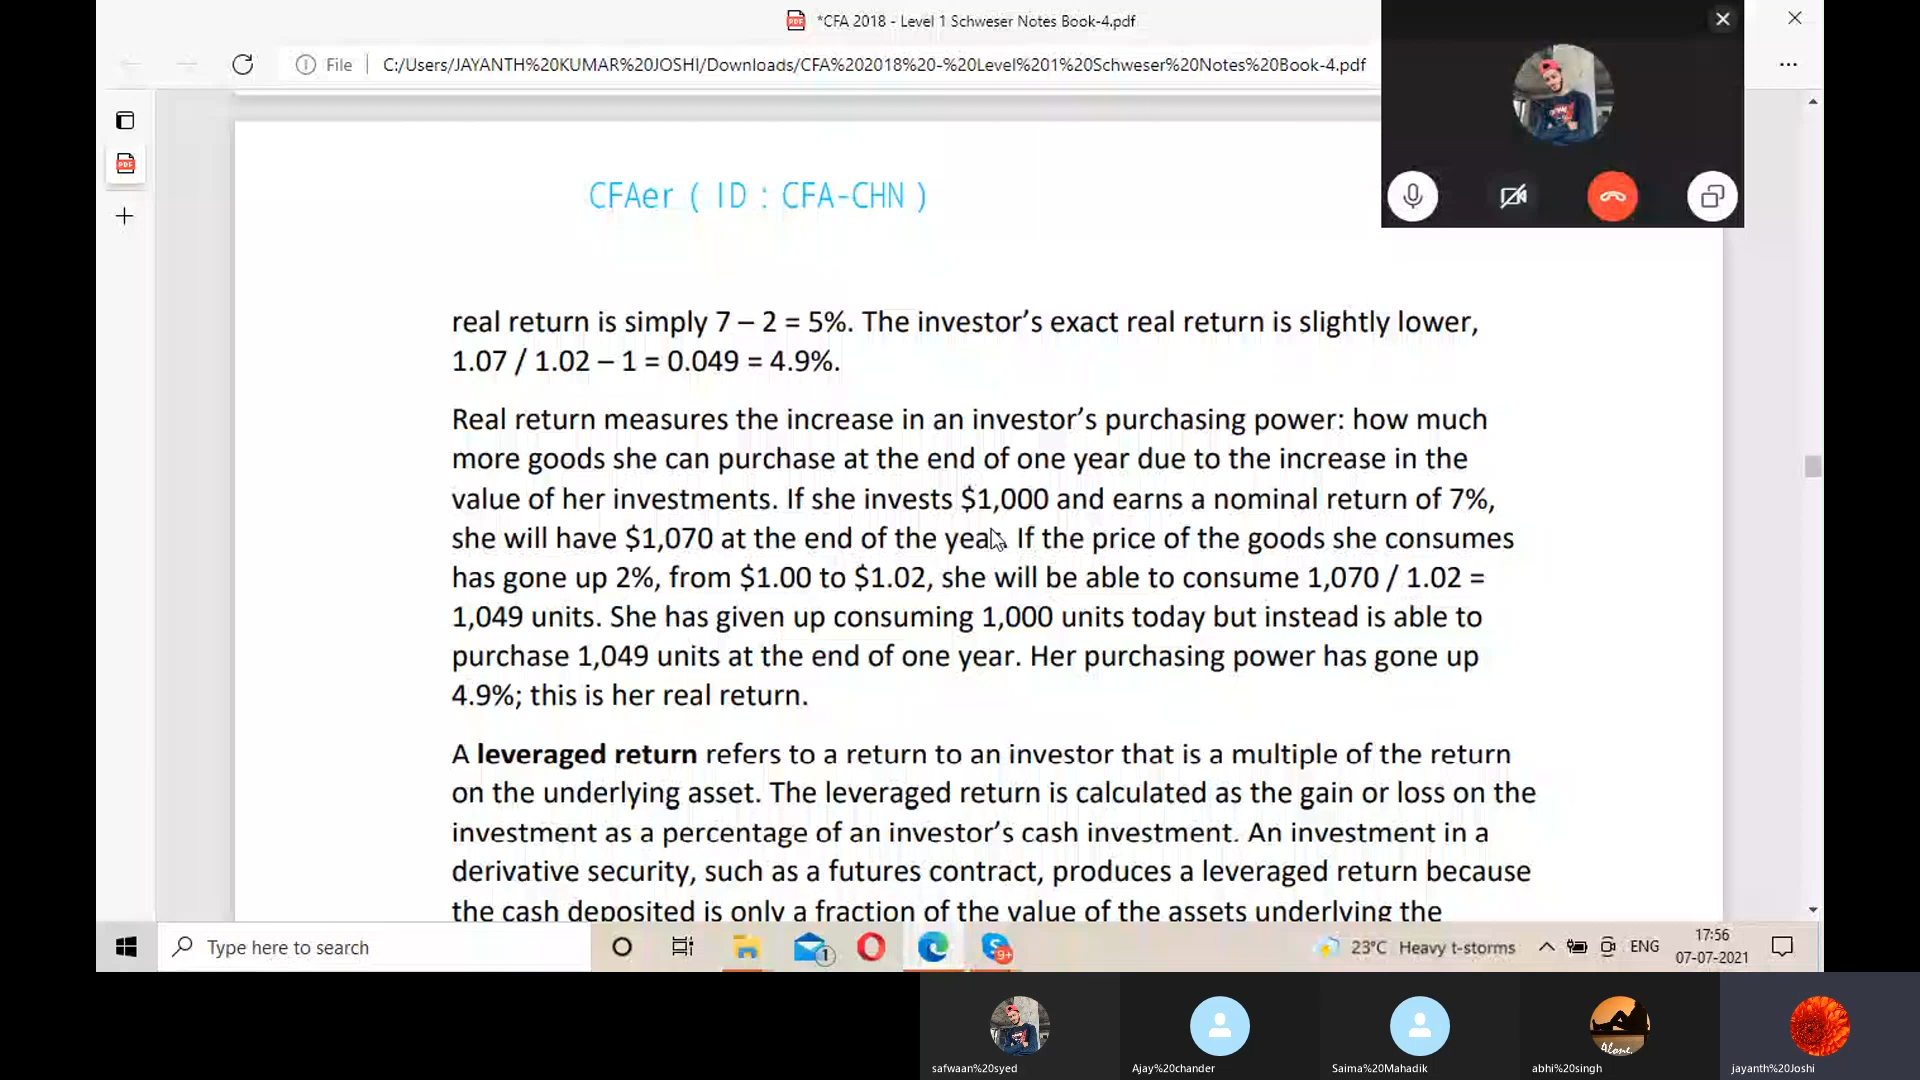 *CFA 2018 - Level 1 Schweser Notes Book-4.pdf
File
C:/Users/JAYANTH%20KUMAR%20JOSHI/Downloads/CFA%202018%20-%20Level%201%20Schweser%20Notes%20Book-4.pdf
CFAer ( ID : CFA-CHN )
real return is simply 7 – 2 = 5%. The investor’s exact real return is slightly lower,
1.07 / 1.02 – 1 = 0.049 = 4.9%.
Real return measures the increase in an investor’s purchasing power: how much
more goods she can purchase at the end of one year due to the increase in the
value of her investments. If she invests $1,000 and earns a nominal return of 7%,
she will have $1,070 at the end of the year. If the price of the goods she consumes
has gone up 2%, from $1.00 to $1.02, she will be able to consume 1,070 / 1.02 =
1,049 units. She has given up consuming 1,000 units today but instead is able to
purchase 1,049 units at the end of one year. Her purchasing power has gone up
4.9%; this is her real return.
A leveraged return refers to a return to an investor that is a multiple of the return
on the underlying asset. The leveraged return is calculated as the gain or loss on the
investment as a percentage of an investor’s cash investment. An investment in a
derivative security, such as a futures contract, produces a leveraged return because
the cash deposited is only a fraction of the value of the assets underlying the
Type here to search
1
9+
23°C Heavy t-storms
ENG
17:56
07-07-2021
Alone.
safwaan%20syed
Ajay%20chander
Saima%20Mahadik
abhi%20singh
jayanth%20Joshi